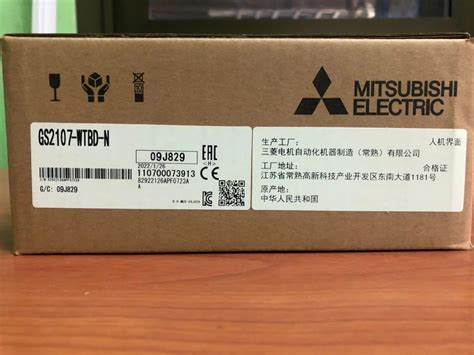 MITSUBISHI
ELECTRIC
GS2107-WTBD-N
09J829
2022/1/26
110700073913
82922126APF0723A
A
G/C: 09J829
EAC
人机界面
生产工厂:
三菱电机自动化机器制造（常熟）有限公司
合格证
工厂地址:
江苏省常熟高新科技产业开发区东南大道1181号
原产地:
中华人民共和国